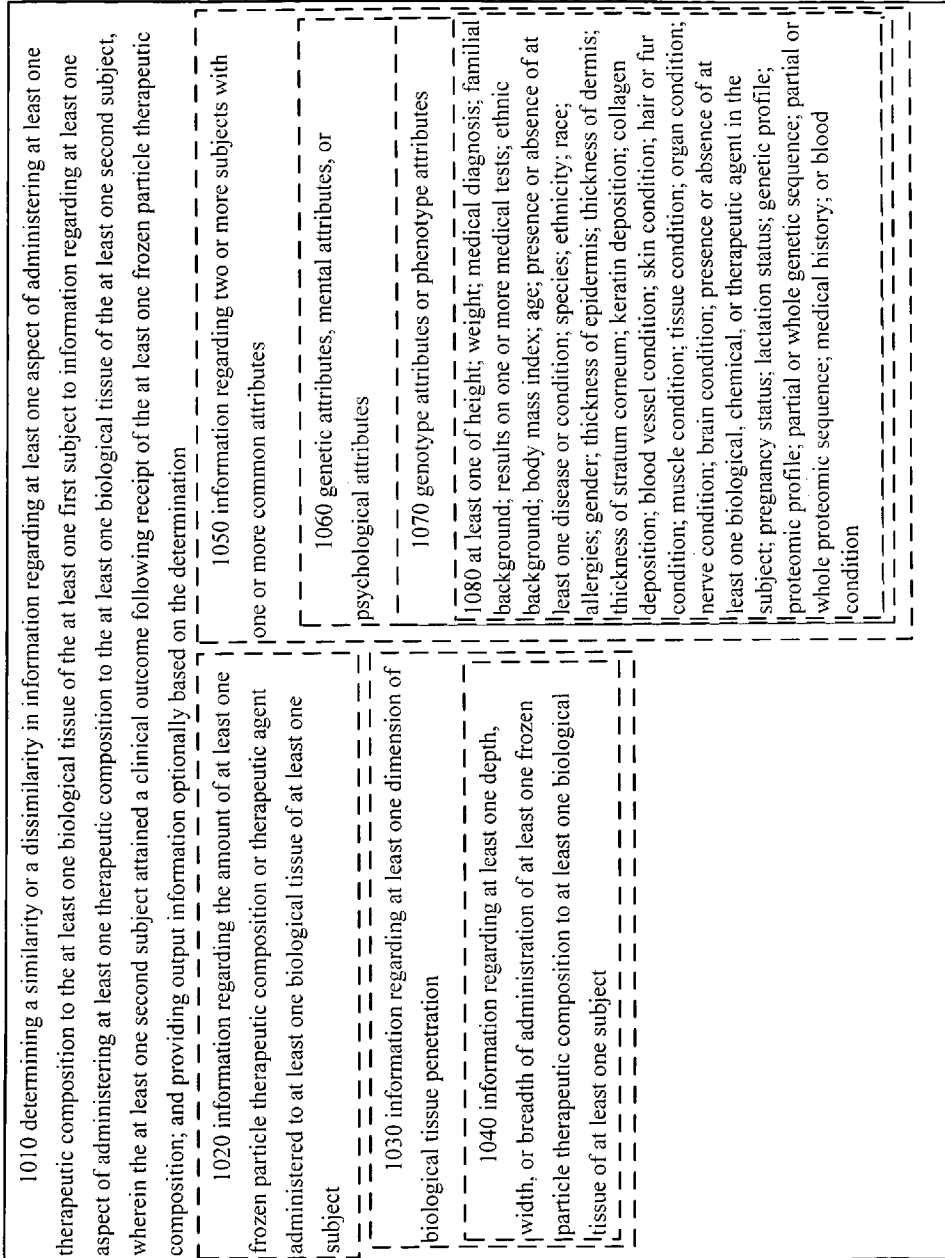 1010 determining a similarity or a dissimilarity in information regarding at least one aspect of administering at least one
therapeutic composition to the at least one biological tissue of the at least one first subject to information regarding at least one
aspect of administering at least one therapeutic composition to the at least one biological tissue of the at least one second subject,
wherein the at least one second subject attained a clinical outcome following receipt of the at least one frozen particle therapeutic
composition; and providing output information optionally based on the determination
1020 information regarding the amount of at least one
frozen particle therapeutic composition or therapeutic agent
administered to at least one biological tissue of at least one
subject
1030 information regarding at least one dimension of
biological tissue penetration
1040 information regarding at least one depth,
width, or breadth of administration of at least one frozen
particle therapeutic composition to at least one biological
tissue of at least one subject
1050 information regarding two or more subjects with
one or more common attributes
1060 genetic attributes, mental attributes, or
psychological attributes
1070 genotype attributes or phenotype attributes
1080 at least one of height; weight; medical diagnosis; familial
background; results on one or more medical tests; ethnic
background; body mass index; age; presence or absence of at
least one disease or condition; species; ethnicity; race;
allergies; gender; thickness of epidermis; thickness of dermis;
thickness of stratum corneum; keratin deposition; collagen
deposition; blood vessel condition; skin condition; hair or fur
condition; muscle condition; tissue condition; organ condition;
nerve condition; brain condition; presence or absence of at
least one biological, chemical, or therapeutic agent in the
subject; pregnancy status; lactation status; genetic profile;
proteomic profile; partial or whole genetic sequence; partial or
whole proteomic sequence; medical history; or blood
condition